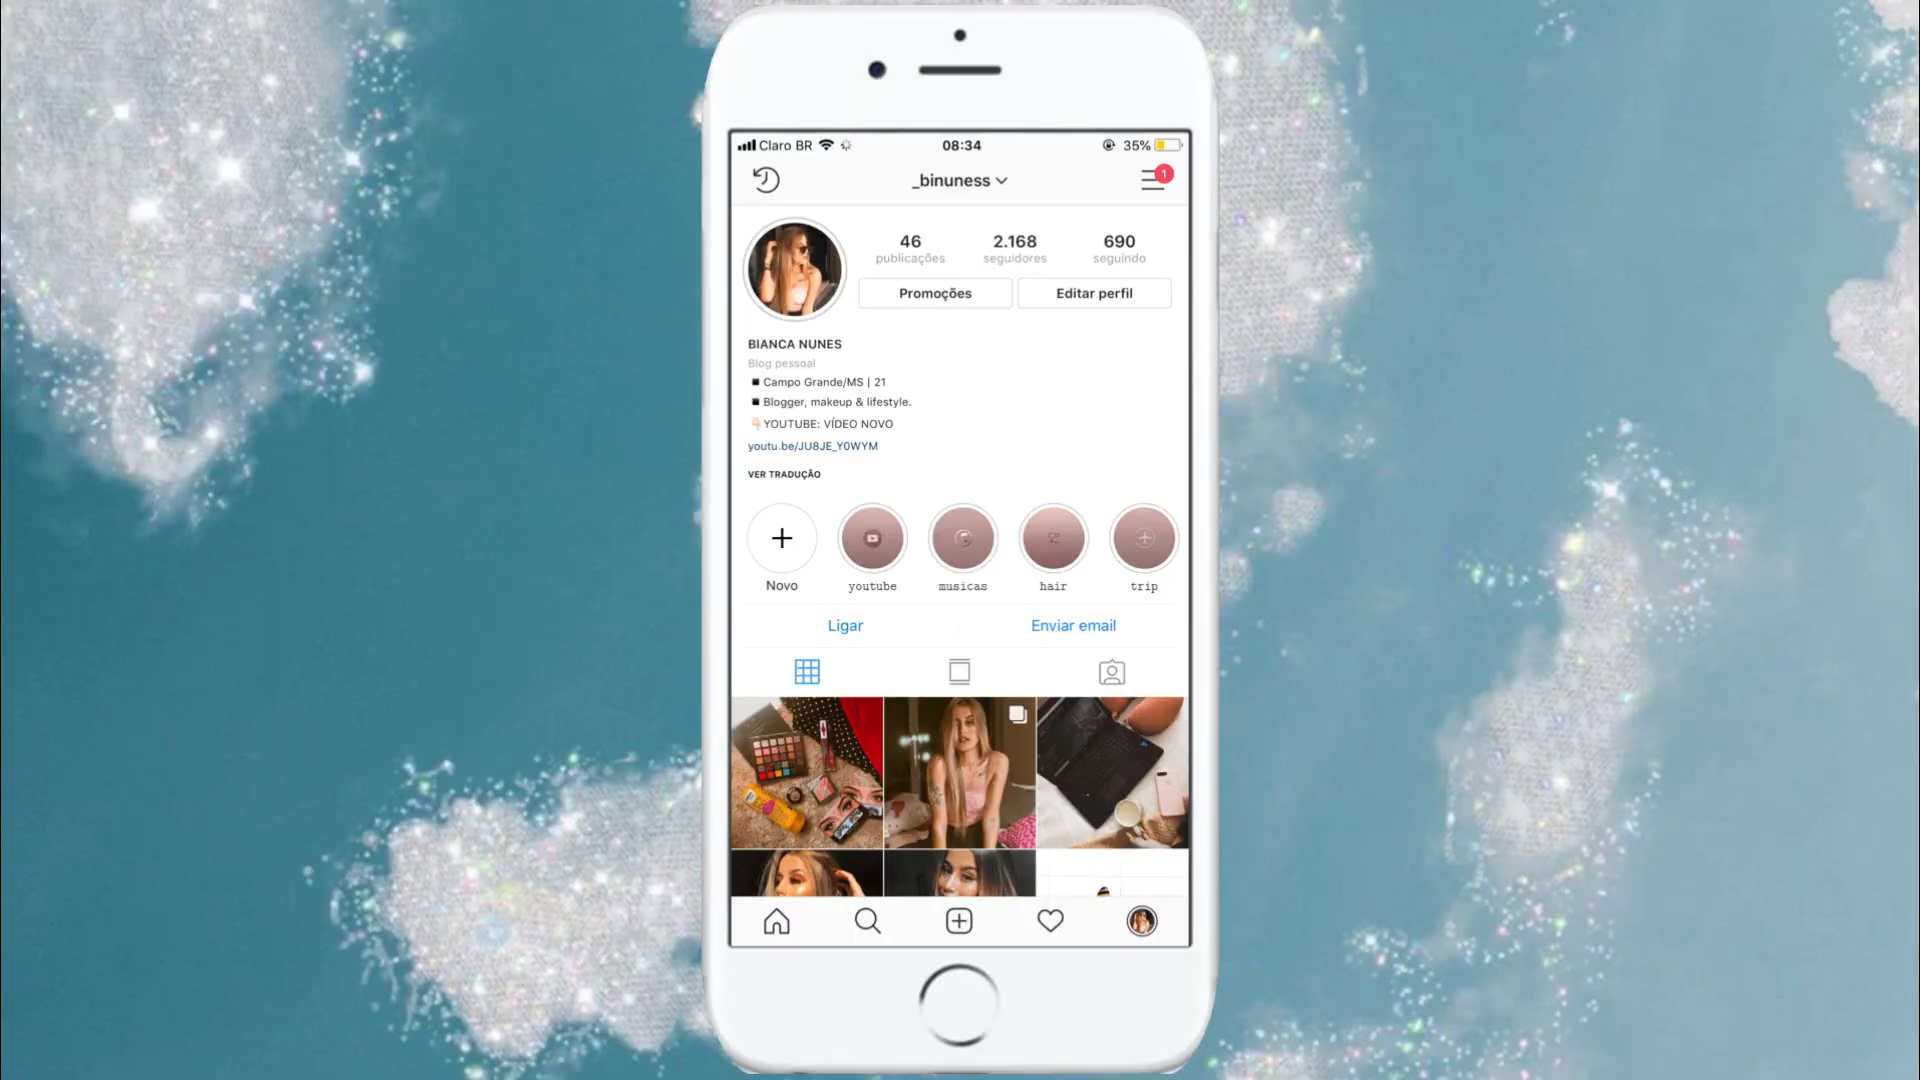 Claro BR 08:34 35%
_binuness 1
46 2.168 690
publicações seguidores seguindo
Promoções Editar perfil
BIANCA NUNES
Blog pessoal
Campo Grande/MS | 21
Blogger, makeup & lifestyle.
👇🏻YOUTUBE: VÍDEO NOVO
youtu.be/JU8JE_Y0WYM
VER TRADUÇÃO
Novo youtube musicas hair trip
Ligar Enviar email